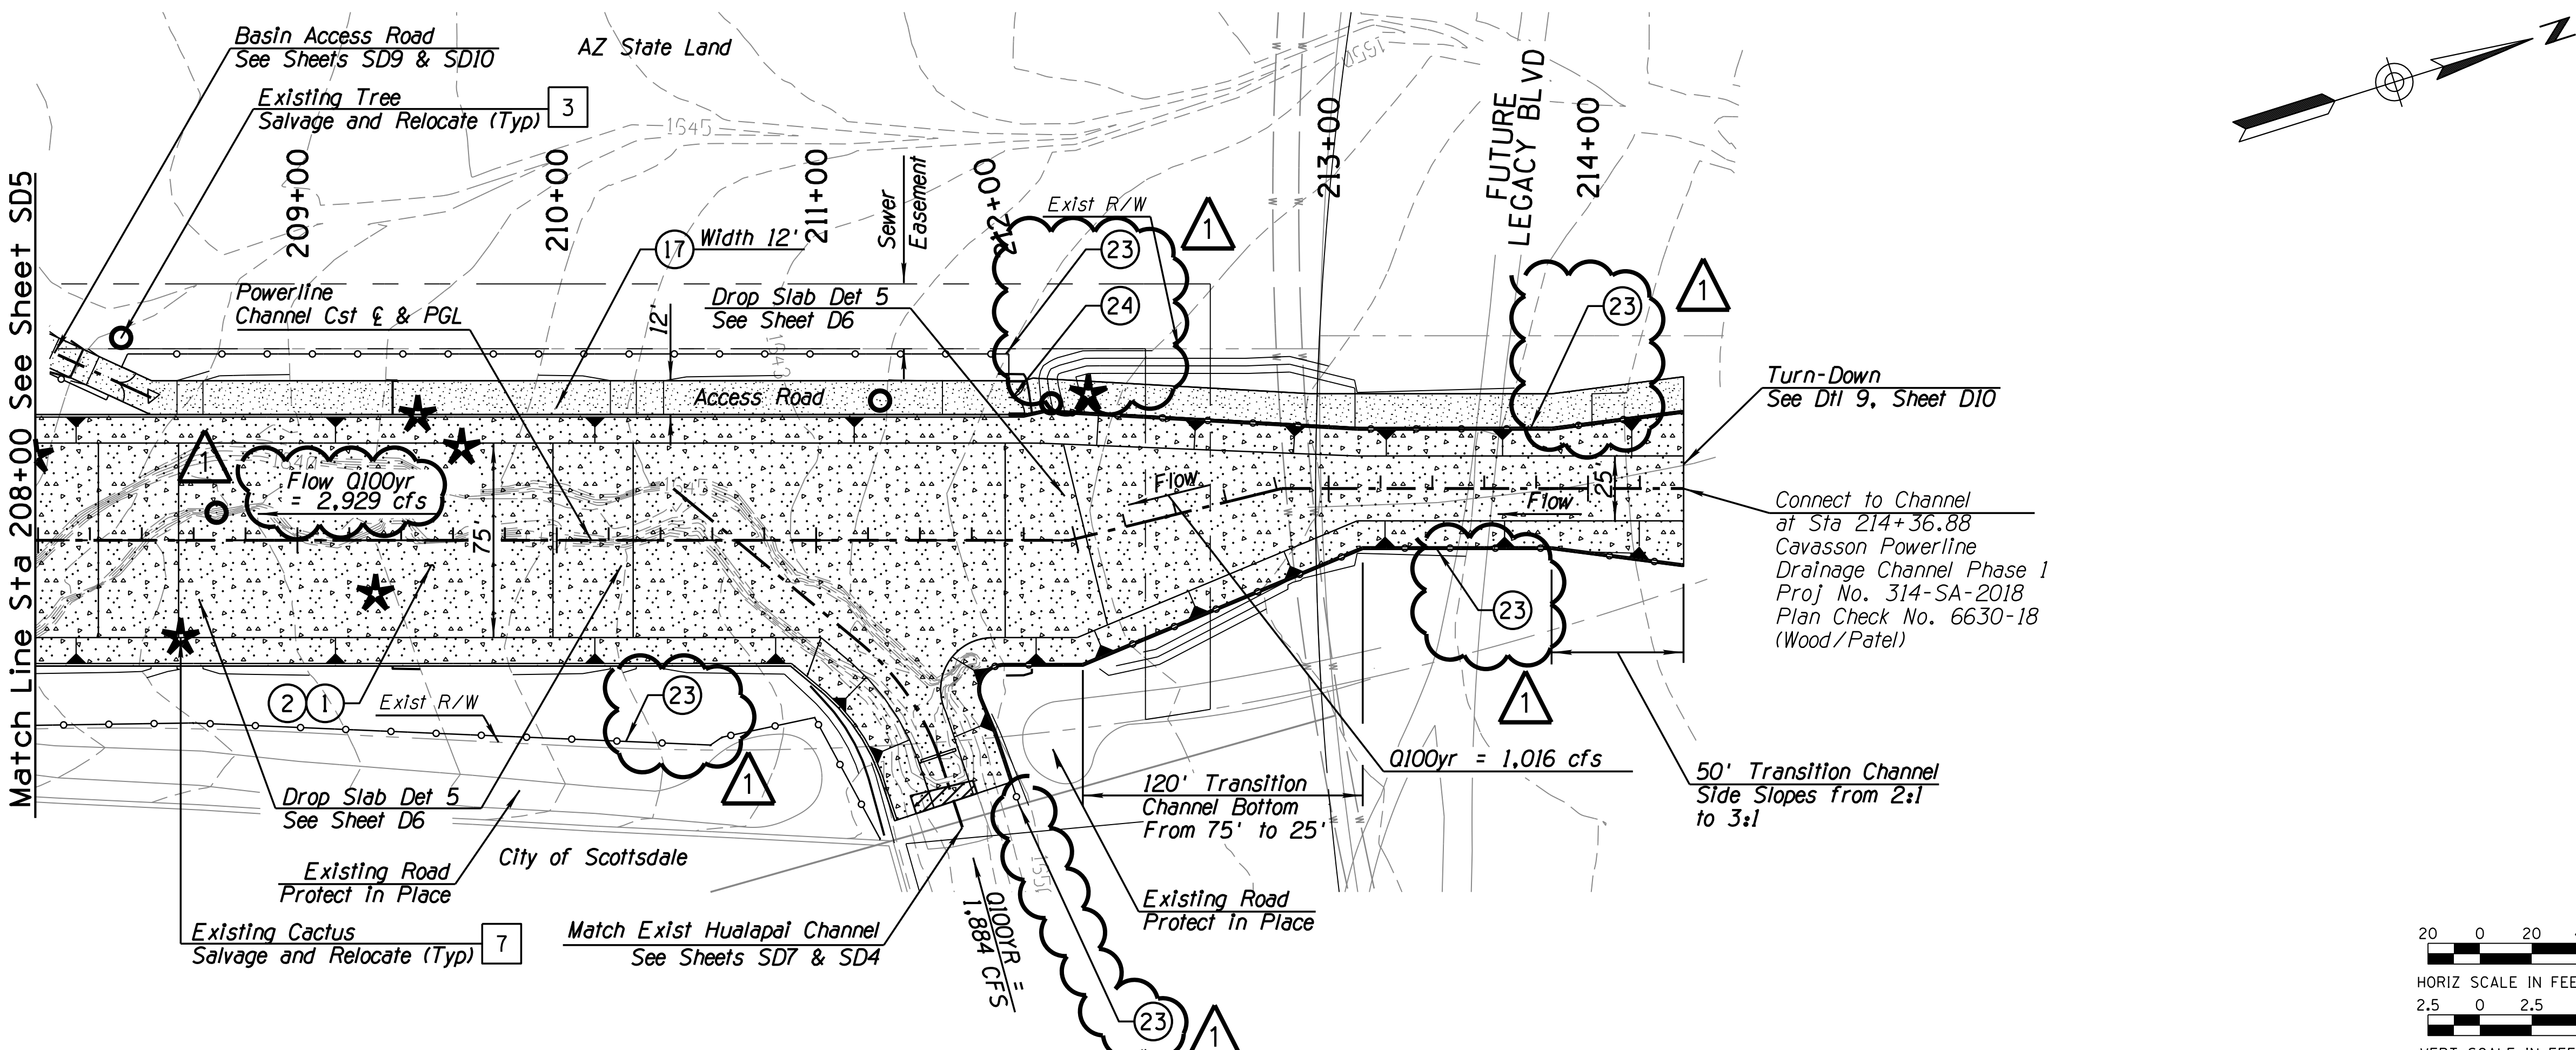 Basin Access Road
See Sheets SD9 & SD10
AZ State Land
Existing Tree
Salvage and Relocate (Typ)
3
1645
1650
209+00
210+00
211+00
212+00
213+00
214+00
FUTURE
LEGACY BLVD
Sewer
Easement
Exist R/W
1
23
24
17
Width 12'
Powerline
Channel Cst ℄ & PGL
12'
Drop Slab Det 5
See Sheet D6
23
1
Match Line Sta 208+00 See Sheet SD5
Access Road
Turn-Down
See Dtl 9, Sheet D10
1
Flow Q100yr
= 2,929 cfs
75'
1645
Flow
Flow
25'
Connect to Channel
at Sta 214+36.88
Cavasson Powerline
Drainage Channel Phase 1
Proj No. 314-SA-2018
Plan Check No. 6630-18
(Wood/Patel)
23
1
2
1
Exist R/W
23
1
Q100yr = 1,016 cfs
50' Transition Channel
Side Slopes from 2:1
to 3:1
120' Transition
Channel Bottom
From 75' to 25'
Drop Slab Det 5
See Sheet D6
City of Scottsdale
Existing Road
Protect in Place
Existing Road
Protect in Place
Existing Cactus
Salvage and Relocate (Typ)
7
Match Exist Hualapai Channel
See Sheets SD7 & SD4
Q100YR =
1,884 CFS
1650
23
1
N
20 0 20
HORIZ SCALE IN FEE
2.5 0 2.5